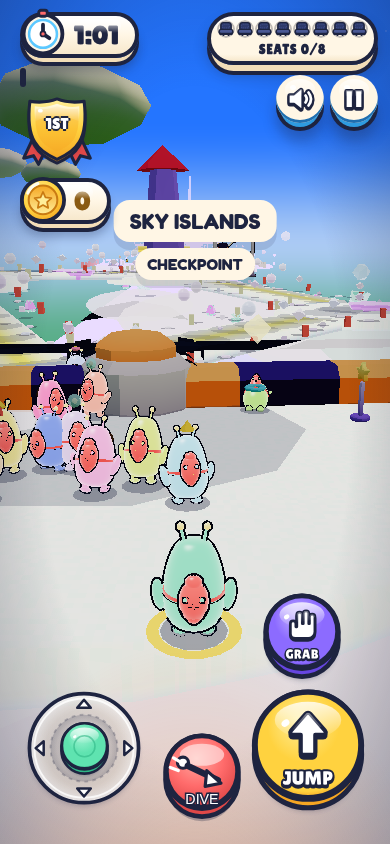 1:01
SEATS 0/8
1ST
0
SKY ISLANDS
CHECKPOINT
GRAB
JUMP
DIVE